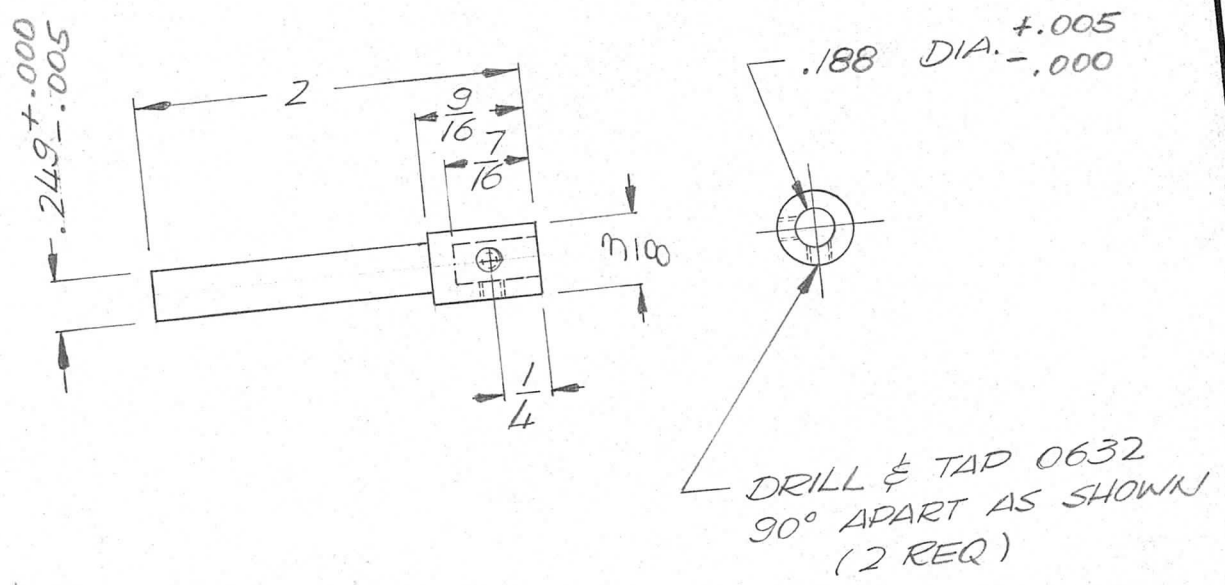 .249 +.000
-.005
2
9/16
7/16
3/8
1/4
.188 DIA. +.005
-.000
DRILL & TAP 0632
90° APART AS SHOWN
(2 REQ)